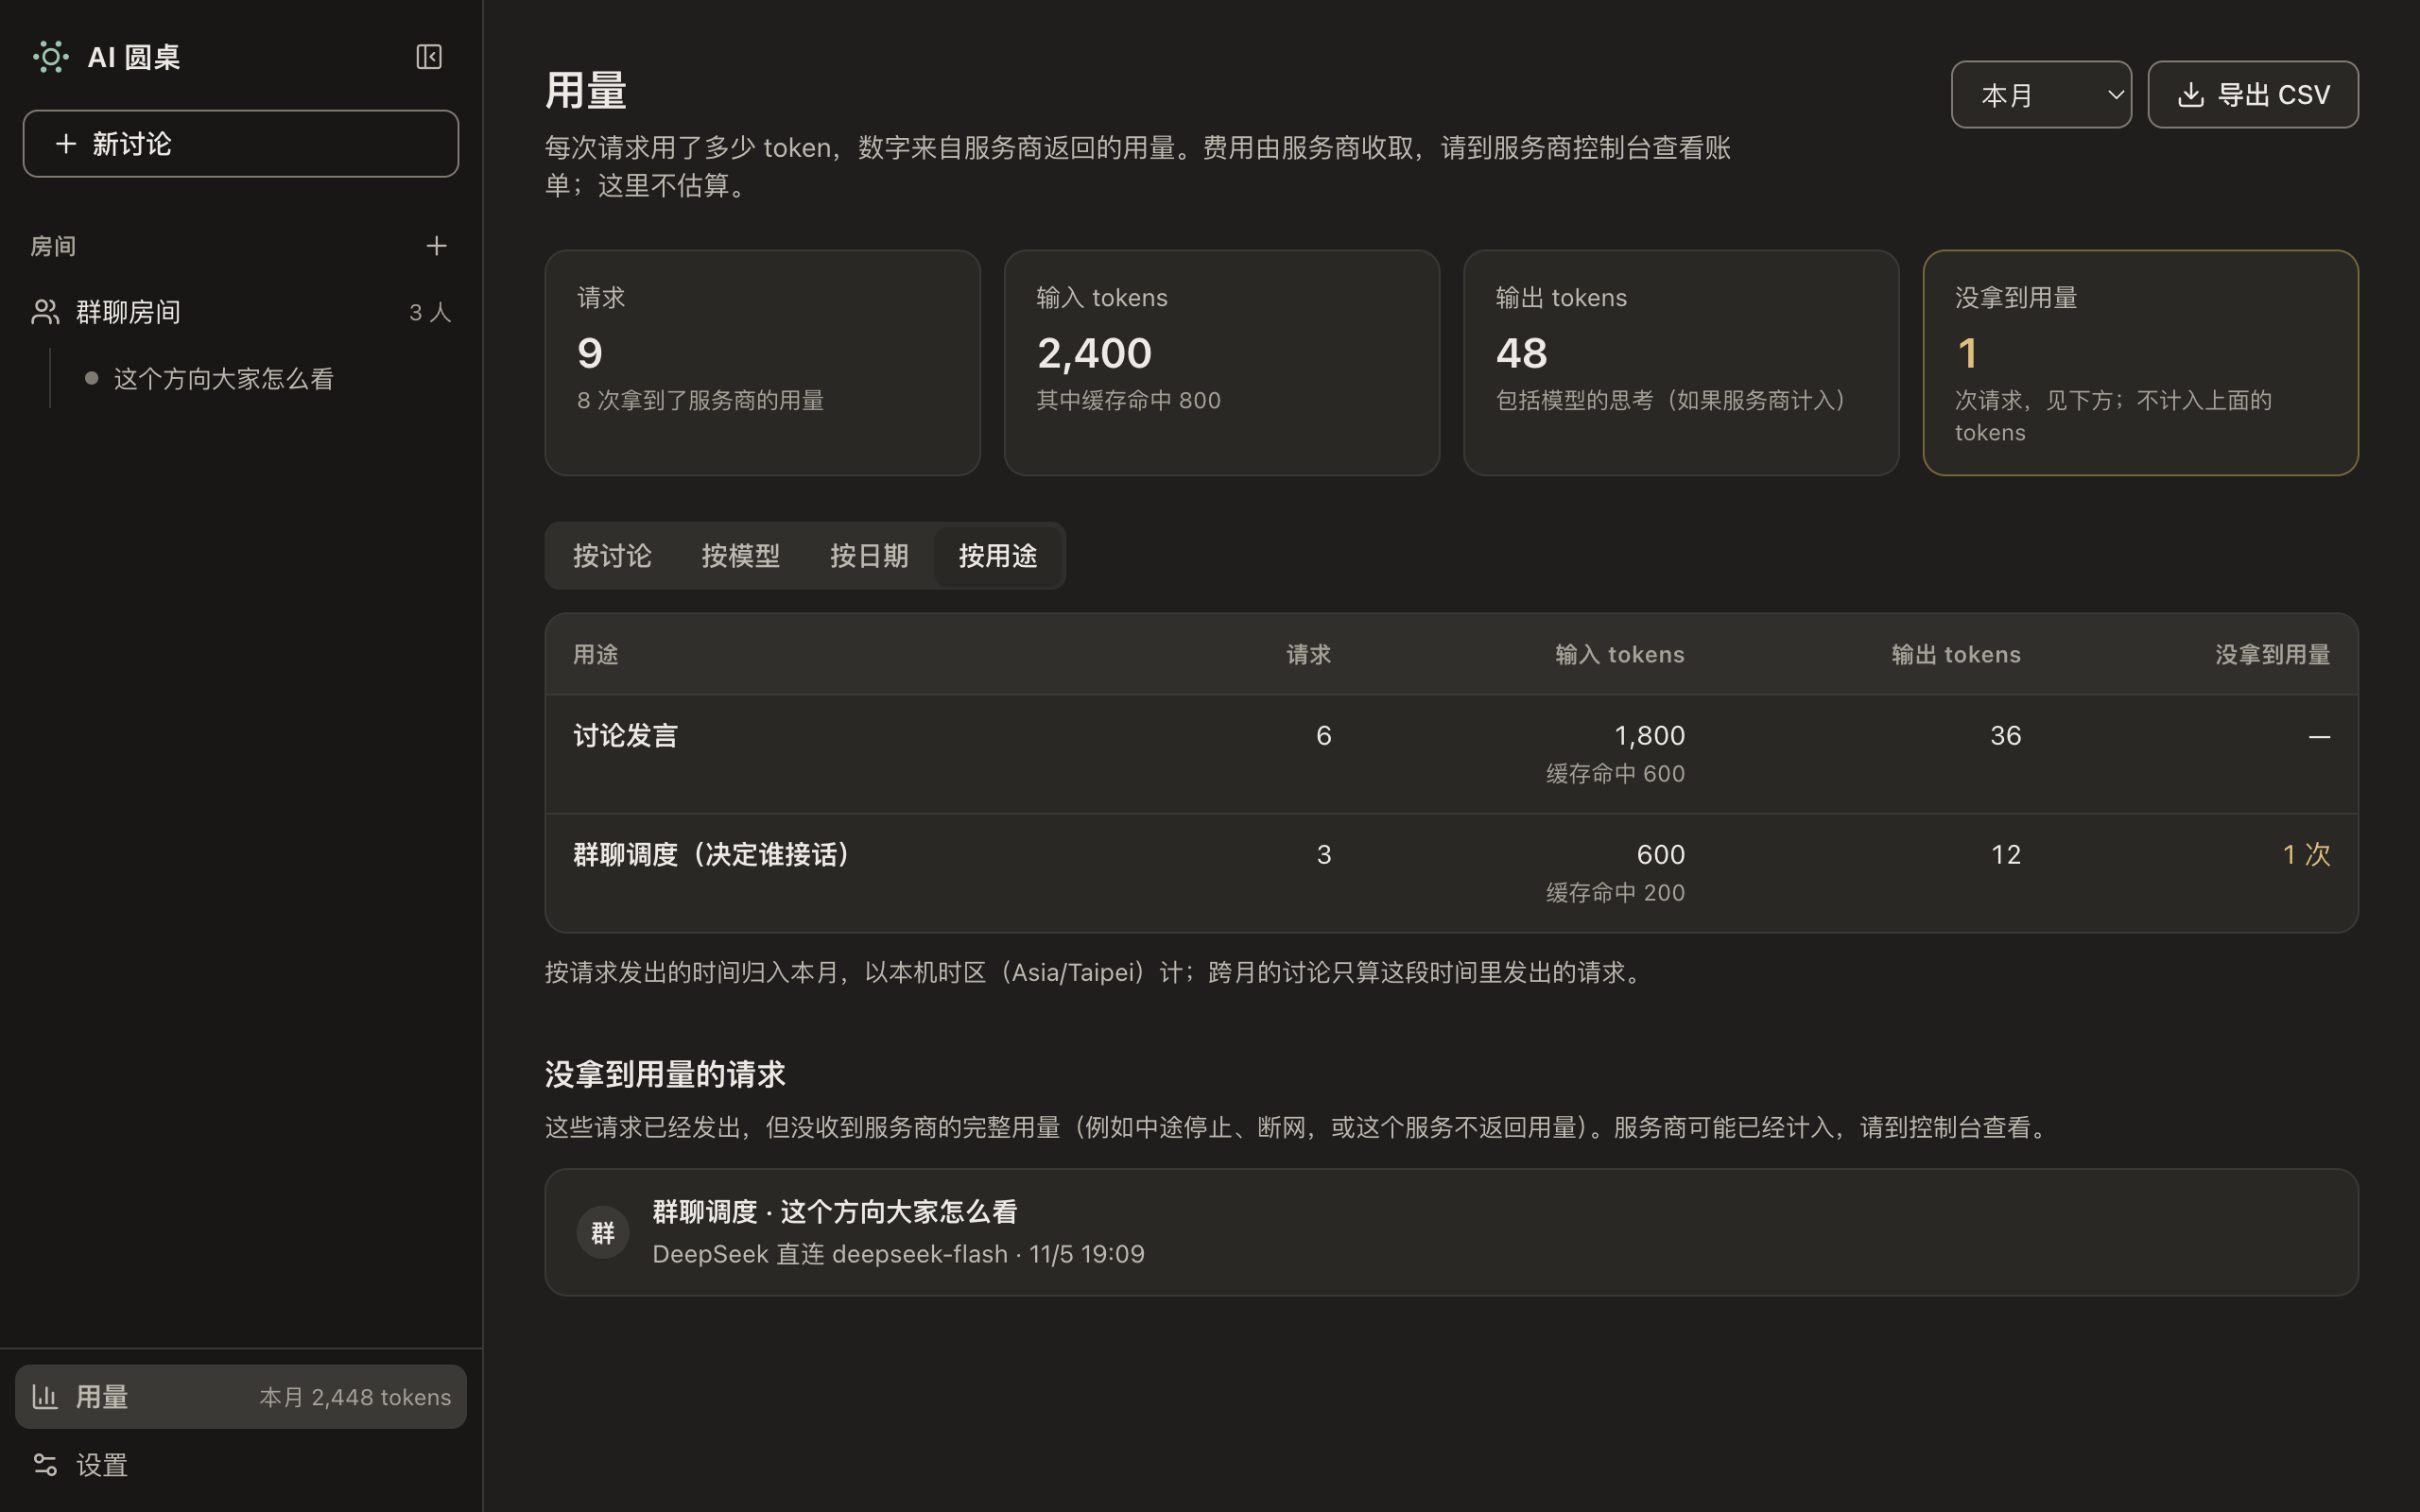 AI 圆桌
新讨论
房间
群聊房间 3 人
这个方向大家怎么看
用量 本月 2,448 tokens
设置
用量
本月
导出 CSV
每次请求用了多少 token，数字来自服务商返回的用量。费用由服务商收取，请到服务商控制台查看账
单；这里不估算。
请求
9
8 次拿到了服务商的用量
输入 tokens
2,400
其中缓存命中 800
输出 tokens
48
包括模型的思考（如果服务商计入）
没拿到用量
1
次请求，见下方；不计入上面的
tokens
按讨论 按模型 按日期 按用途
用途 请求 输入 tokens 输出 tokens 没拿到用量
讨论发言 6 1,800 36 —
缓存命中 600
群聊调度（决定谁接话） 3 600 12 1 次
缓存命中 200
按请求发出的时间归入本月，以本机时区（Asia/Taipei）计；跨月的讨论只算这段时间里发出的请求。
没拿到用量的请求
这些请求已经发出，但没收到服务商的完整用量（例如中途停止、断网，或这个服务不返回用量）。服务商可能已经计入，请到控制台查看。
群
群聊调度 · 这个方向大家怎么看
DeepSeek 直连 deepseek-flash · 11/5 19:09